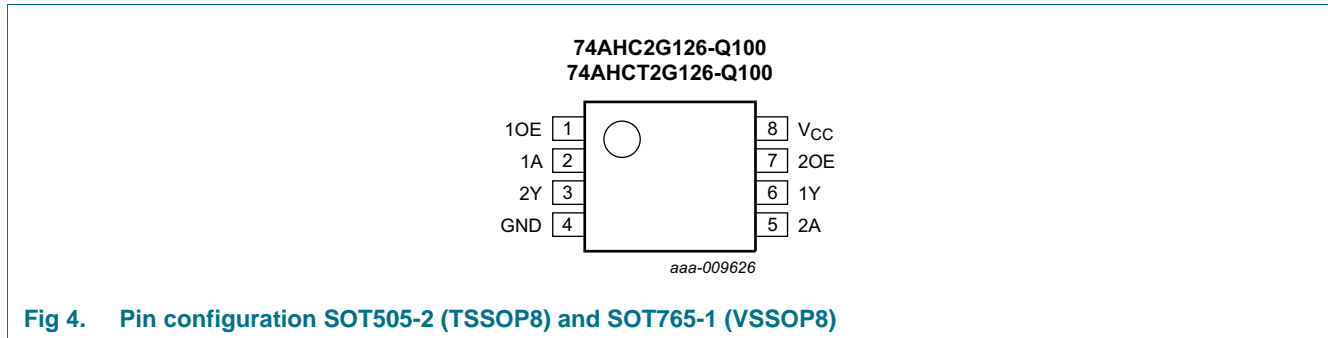 74AHC2G126-Q100
74AHCT2G126-Q100
1OE 1 8 VCC
1A 2 7 2OE
2Y 3 6 1Y
GND 4 5 2A
aaa-009626
Fig 4. Pin configuration SOT505-2 (TSSOP8) and SOT765-1 (VSSOP8)